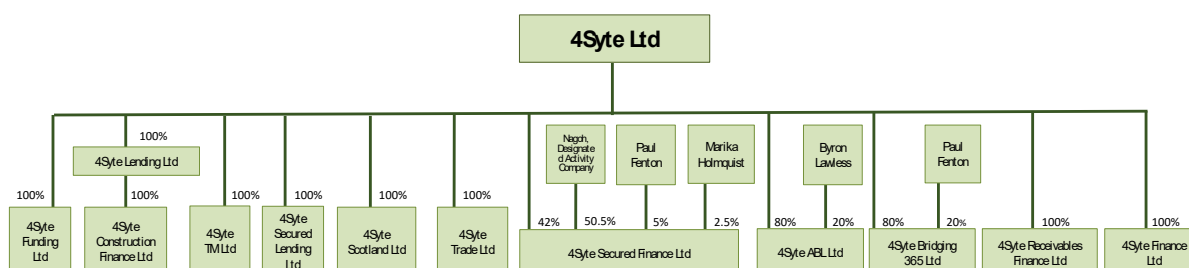 4Syte Ltd
100%
4Syte Lending Ltd
Nagoh,
Designate
d Activity
Company
Paul
Fenton
Marika
Holmquist
Byron
Lawless
Paul
Fenton
100%
100%
100%
100%
100%
100%
42%
50.5%
5%
2.5%
80%
20%
80%
20%
100%
100%
4Syte
Funding
Ltd
4Syte
Construction
Finance Ltd
4Syte
TM Ltd
4Syte
Secured
Lending
Ltd
4Syte
Scotland Ltd
4Syte
Trade Ltd
4Syte Secured Finance Ltd
4Syte ABL Ltd
4Syte Bridging
365 Ltd
4Syte Receivables
Finance Ltd
4Syte Finance
Ltd